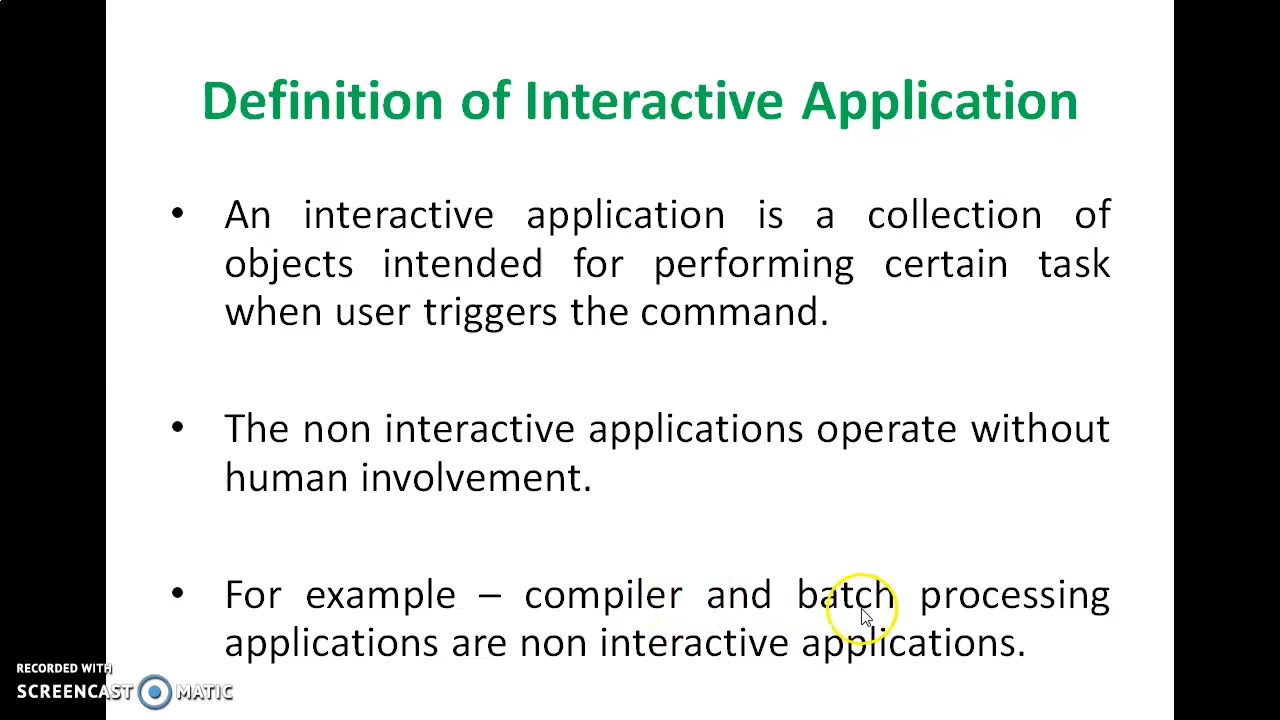 Definition of Interactive Application
• An interactive application is a collection of
objects intended for performing certain task
when user triggers the command.
• The non interactive applications operate without
human involvement.
• For example – compiler and batch processing
applications are non interactive applications.
RECORDED WITH
SCREENCAST MATIC